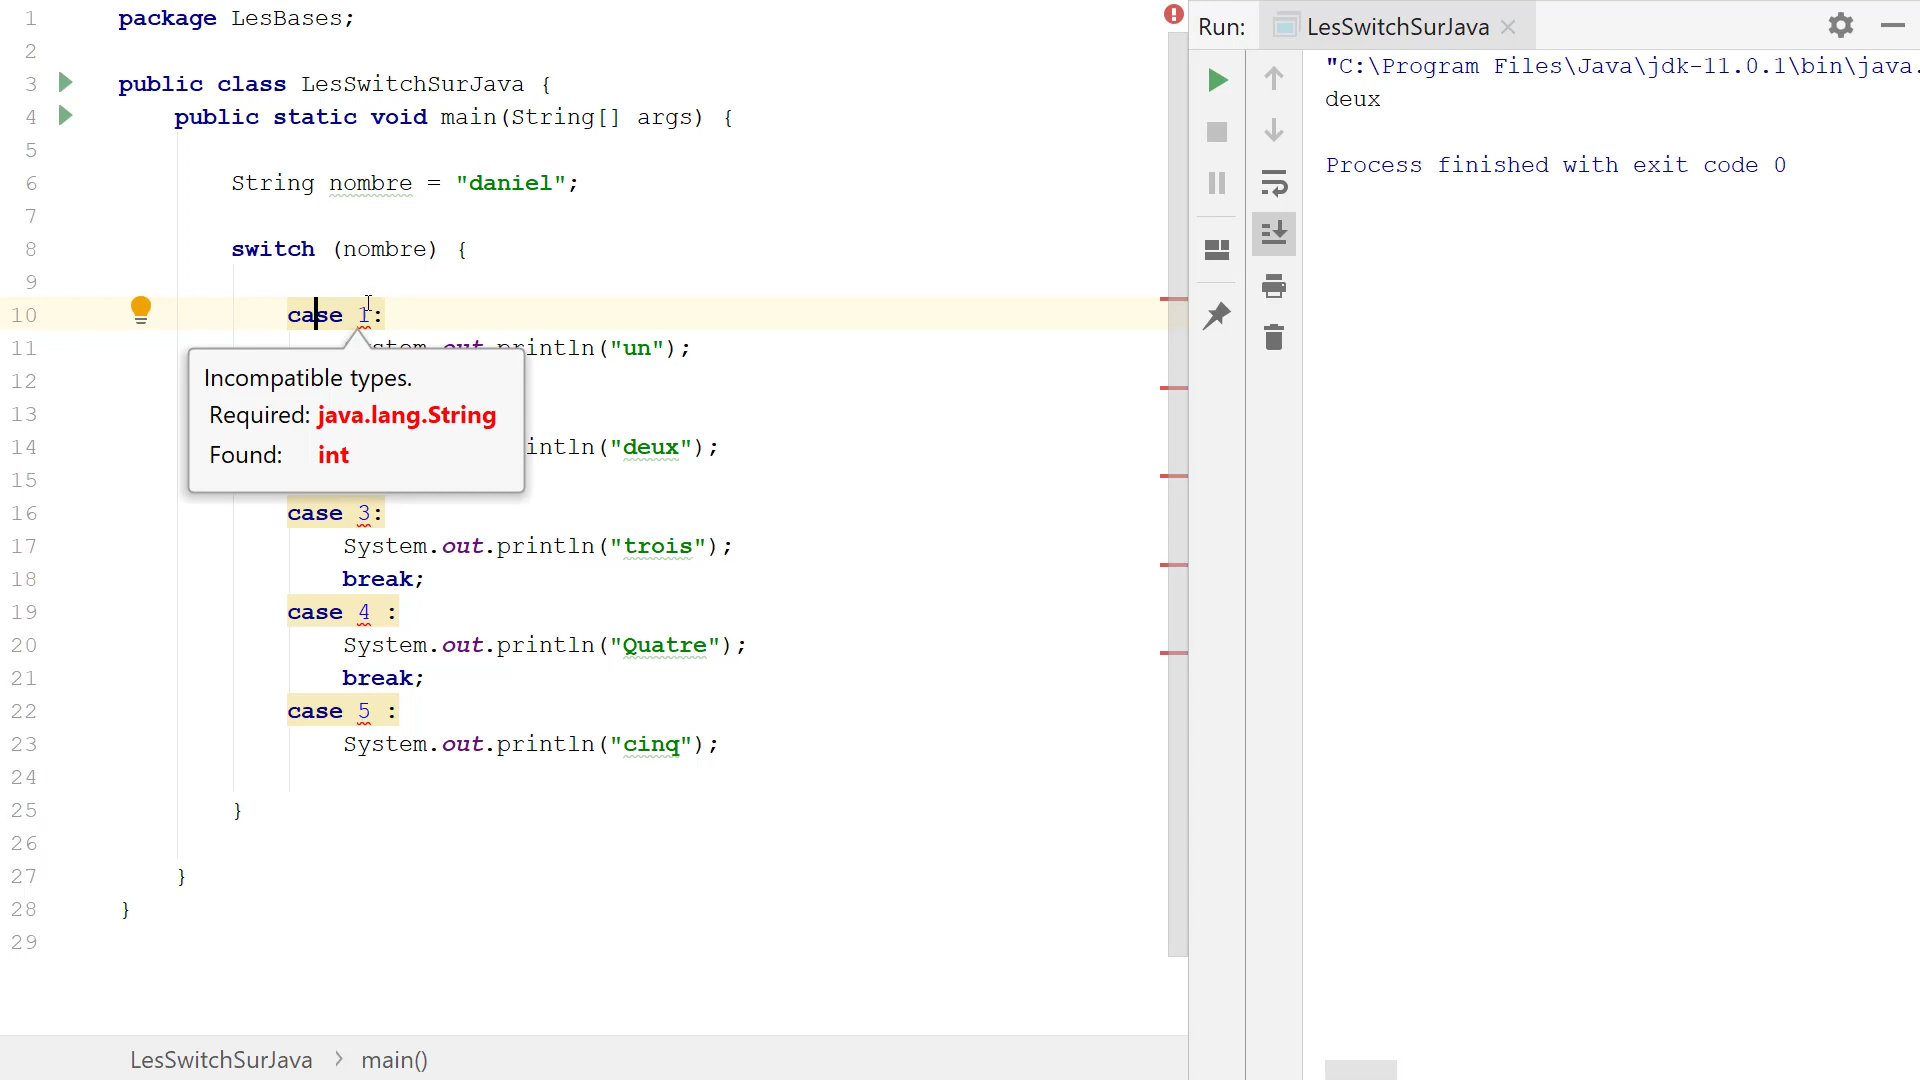 1 package LesBases;
2
3 public class LesSwitchSurJava {
4 public static void main(String[] args) {
5
6 String nombre = "daniel";
7
8 switch (nombre) {
9
10 case 1:
11 println("un");
12
13
14 intln("deux");
15
16 case 3:
17 System.out.println("trois");
18 break;
19 case 4 :
20 System.out.println("Quatre");
21 break;
22 case 5 :
23 System.out.println("cinq");
24
25 }
26
27 }
28 }
29
Incompatible types.
Required: java.lang.String
Found: int
LesSwitchSurJava > main()
Run: LesSwitchSurJava
"C:\Program Files\Java\jdk-11.0.1\bin\java.
deux
Process finished with exit code 0